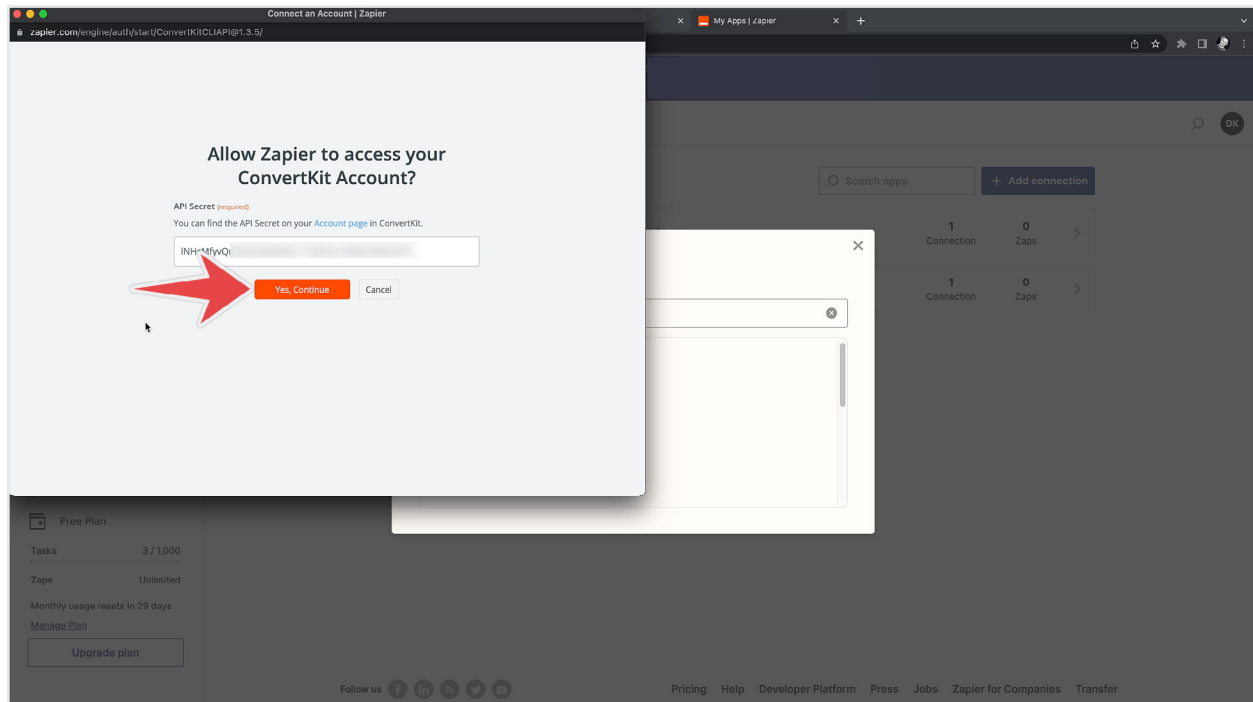 Connect an Account | Zapier
zapier.com/engine/auth/start/ConvertKitCLIAPI@1.3.5/
My Apps | Zapier
DK
Allow Zapier to access your
ConvertKit Account?
API Secret (required)
You can find the API Secret on your Account page in ConvertKit.
Yes, Continue
Cancel
Search apps
+ Add connection
1
Connection
0
Zaps
1
Connection
0
Zaps
Free Plan
Tasks 3 / 1,000
Zaps Unlimited
Monthly usage resets in 29 days
Manage Plan
Upgrade plan
Follow us
Pricing Help Developer Platform Press Jobs Zapier for Companies Transfer